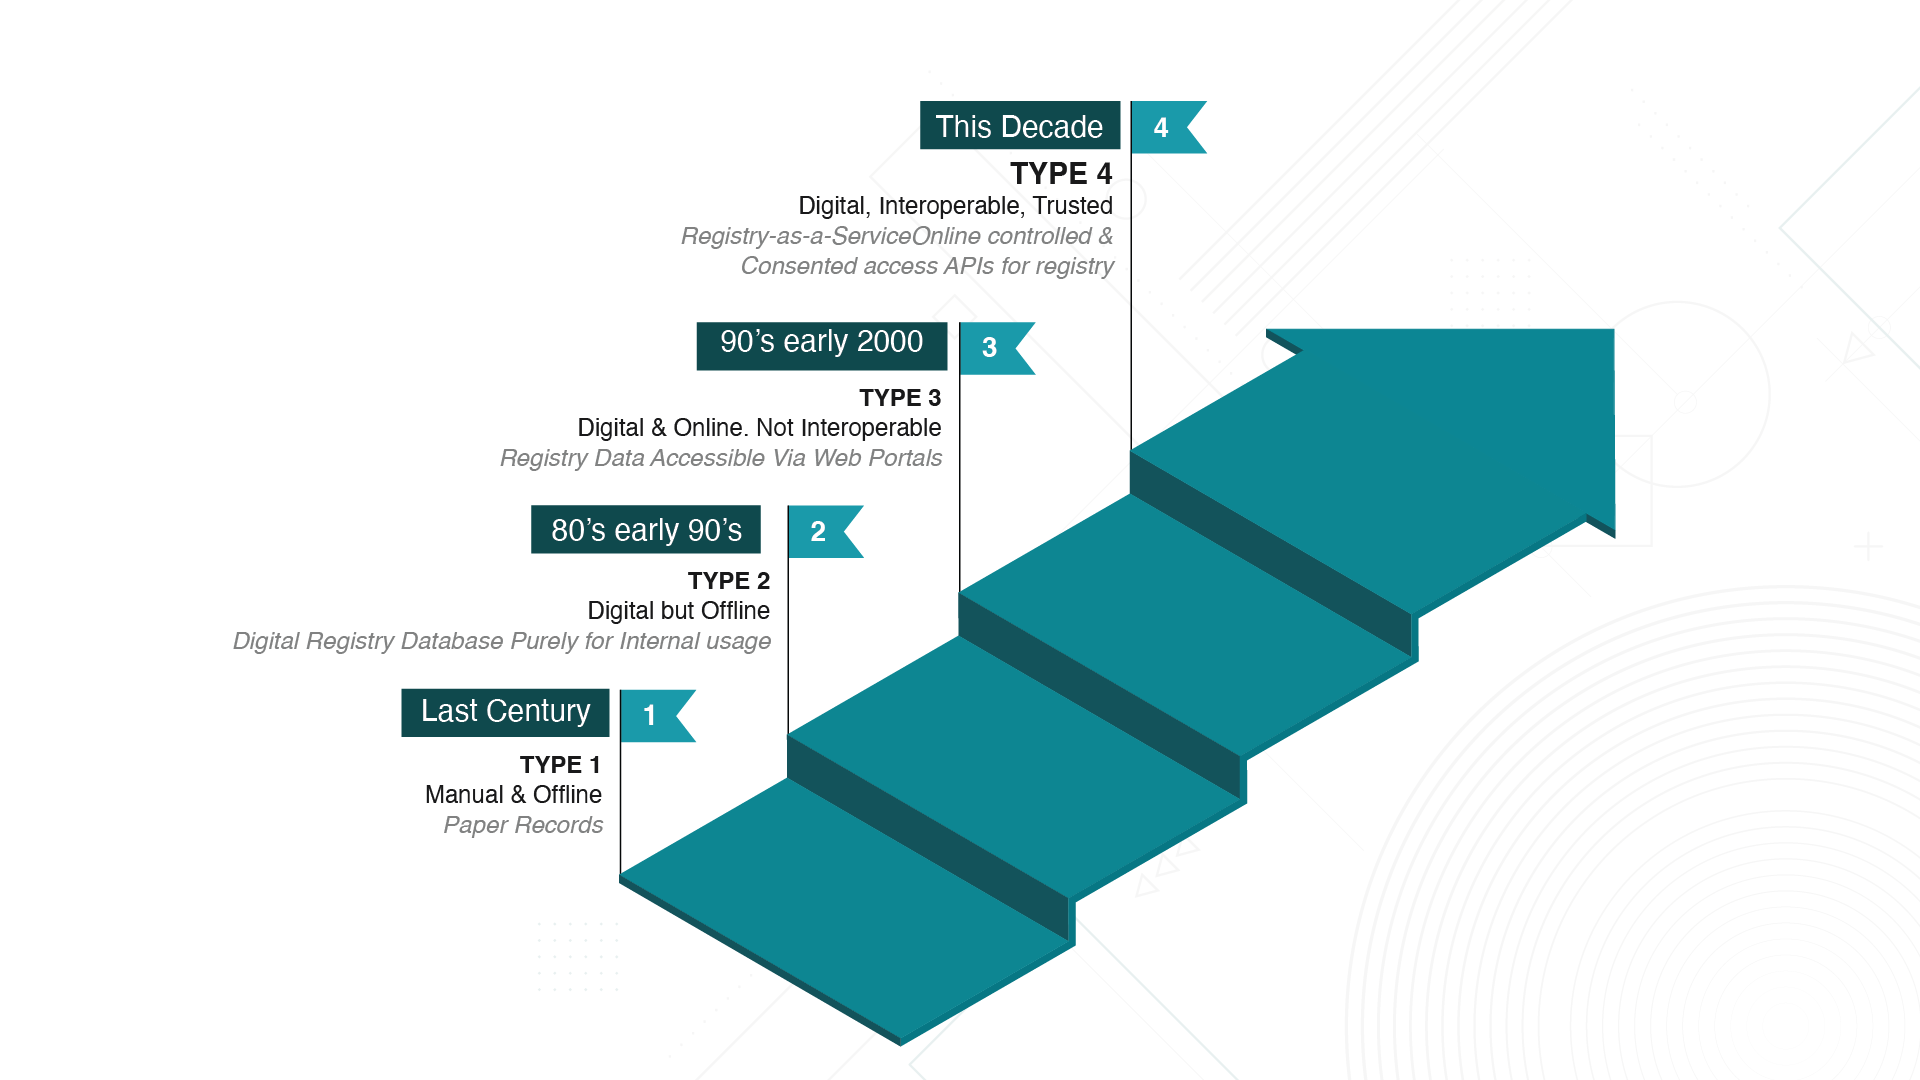 This Decade
4
TYPE 4
Digital, Interoperable, Trusted
Registry-as-a-ServiceOnline controlled &
Consented access APIs for registry
90’s early 2000
3
TYPE 3
Digital & Online. Not Interoperable
Registry Data Accessible Via Web Portals
80’s early 90’s
2
TYPE 2
Digital but Offline
Digital Registry Database Purely for Internal usage
Last Century
1
TYPE 1
Manual & Offline
Paper Records